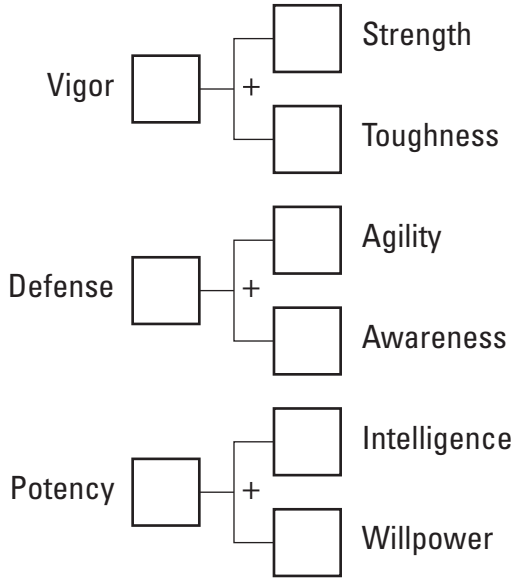 Strength
Vigor
+
Toughness
Agility
Defense
+
Awareness
Intelligence
Potency
+
Willpower